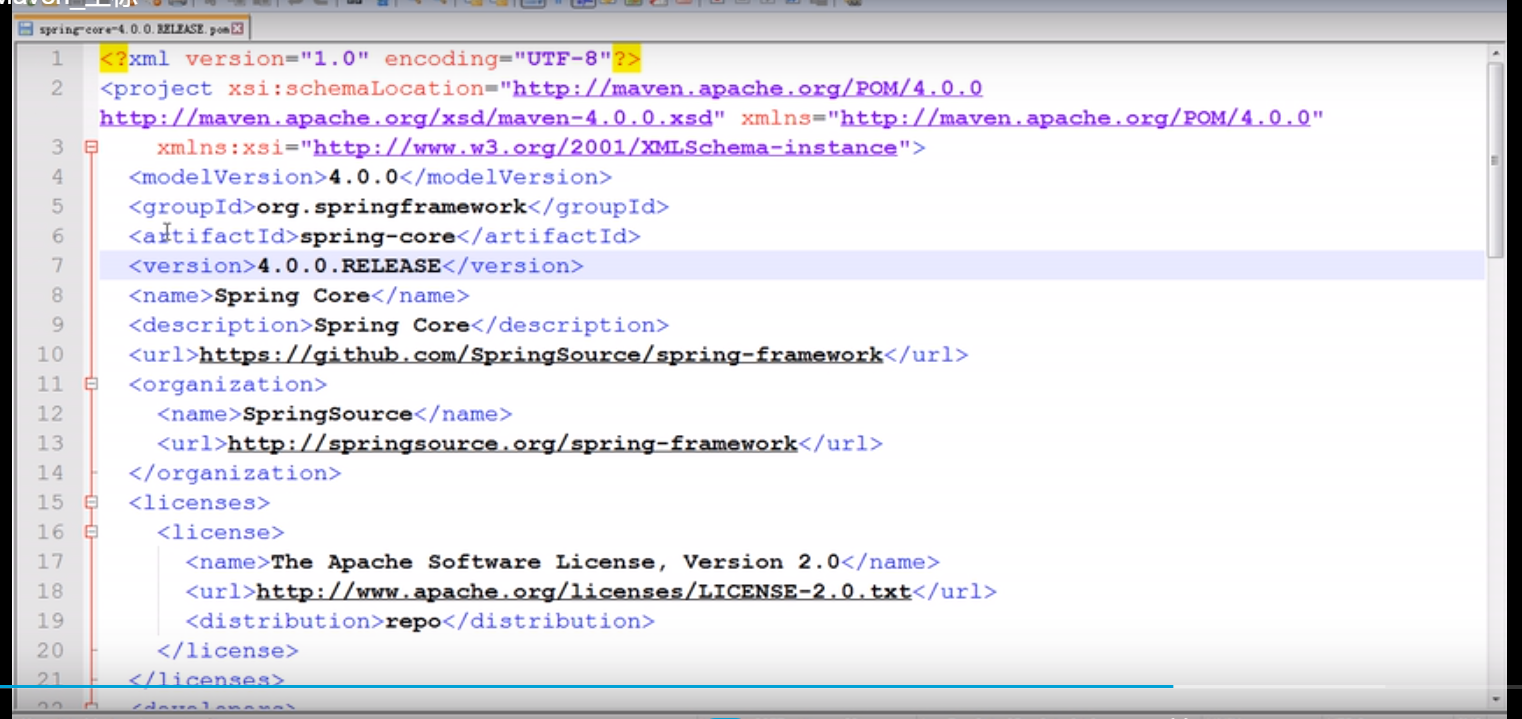 spring-core-4.0.0.RELEASE.pom
1 <?xml version="1.0" encoding="UTF-8"?>
2 <project xsi:schemaLocation="http://maven.apache.org/POM/4.0.0
http://maven.apache.org/xsd/maven-4.0.0.xsd" xmlns="http://maven.apache.org/POM/4.0.0"
3 xmlns:xsi="http://www.w3.org/2001/XMLSchema-instance">
4 <modelVersion>4.0.0</modelVersion>
5 <groupId>org.springframework</groupId>
6 <artifactId>spring-core</artifactId>
7 <version>4.0.0.RELEASE</version>
8 <name>Spring Core</name>
9 <description>Spring Core</description>
10 <url>https://github.com/SpringSource/spring-framework</url>
11 <organization>
12 <name>SpringSource</name>
13 <url>http://springsource.org/spring-framework</url>
14 </organization>
15 <licenses>
16 <license>
17 <name>The Apache Software License, Version 2.0</name>
18 <url>http://www.apache.org/licenses/LICENSE-2.0.txt</url>
19 <distribution>repo</distribution>
20 </license>
21 </licenses>
22 <developers>